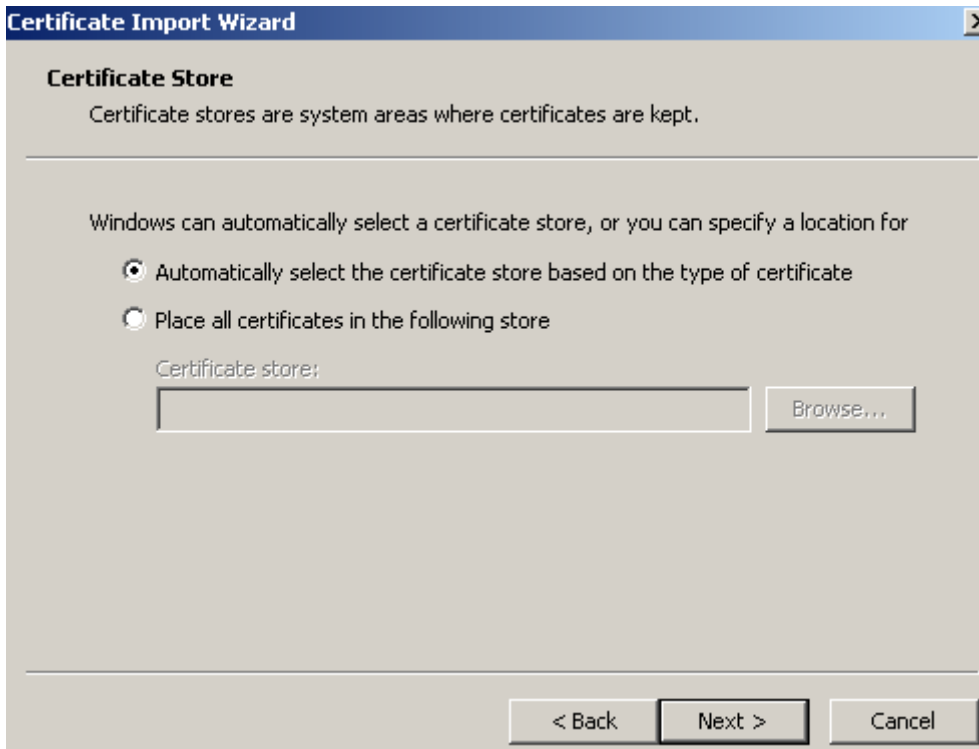 Certificate Import Wizard
Certificate Store
Certificate stores are system areas where certificates are kept.
Windows can automatically select a certificate store, or you can specify a location for
Automatically select the certificate store based on the type of certificate
Place all certificates in the following store
Certificate store:
Browse...
< Back Next > Cancel